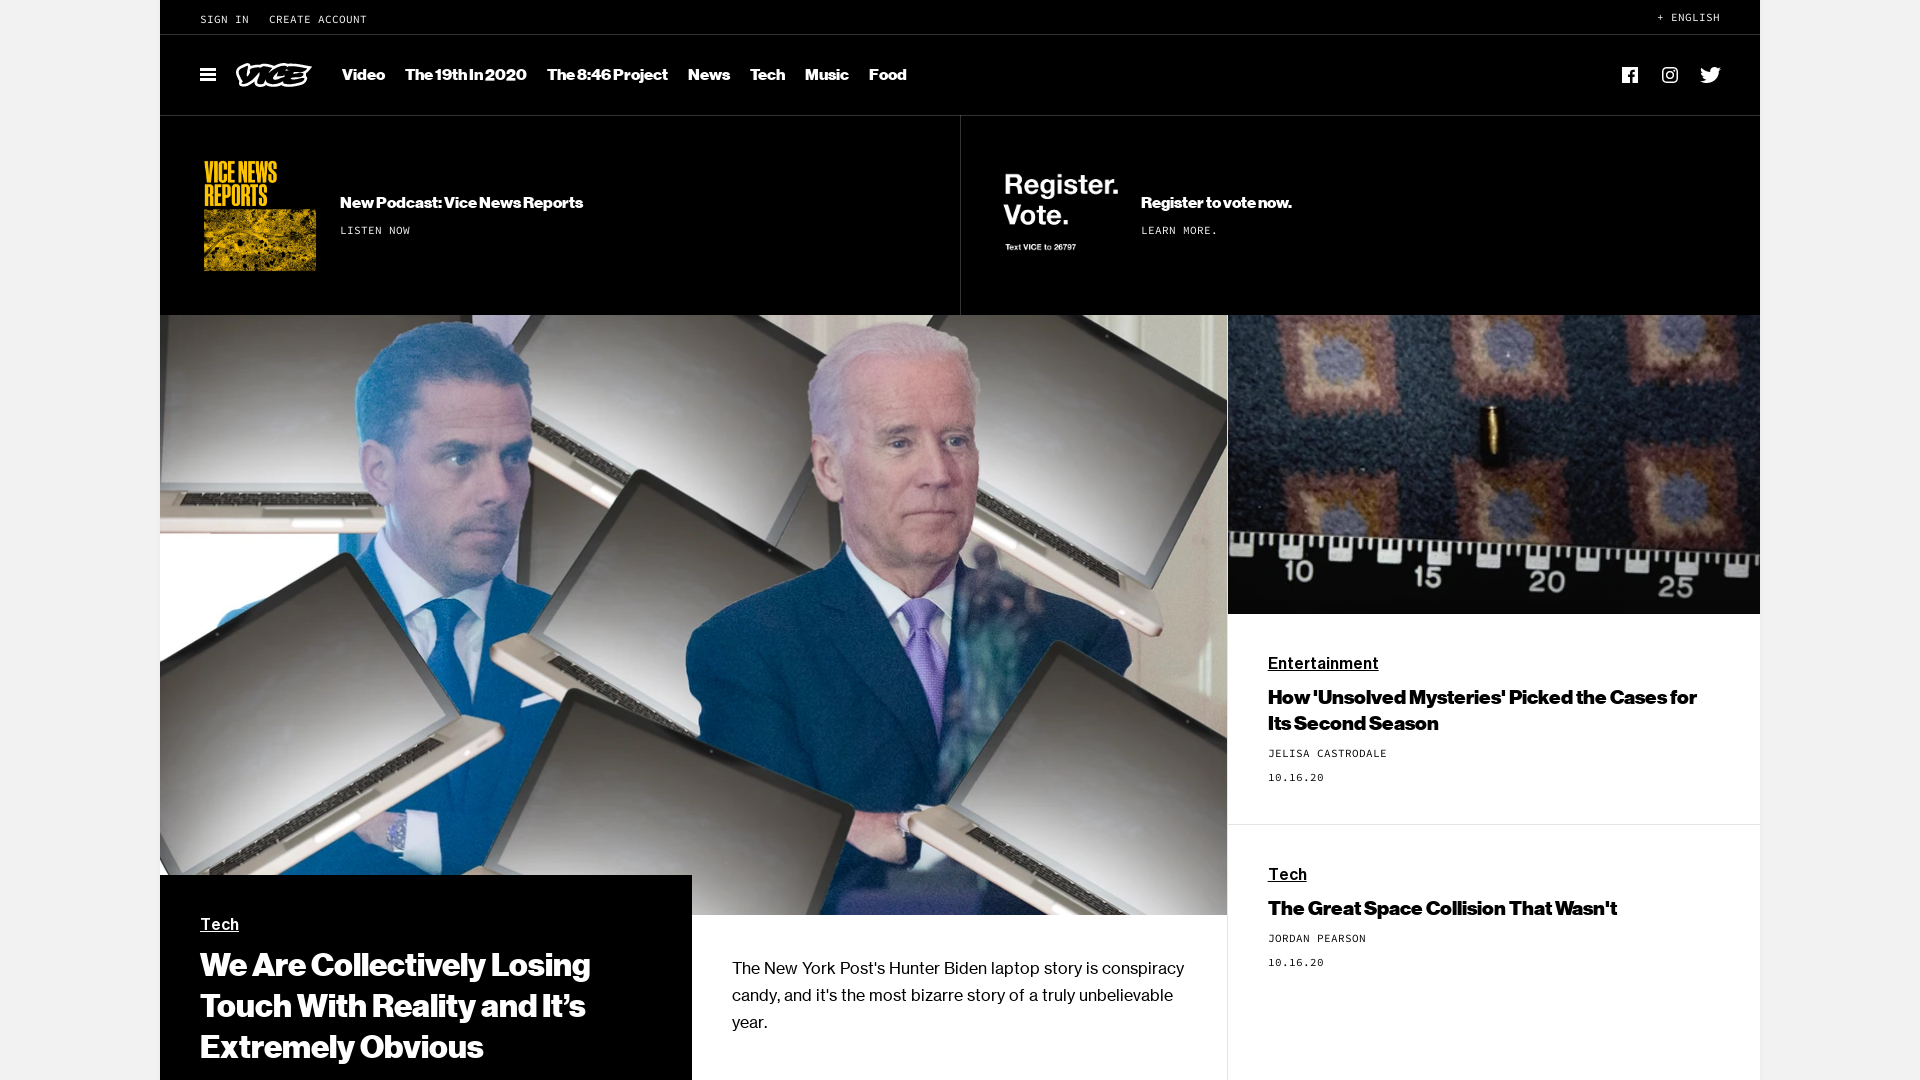 SIGN IN CREATE ACCOUNT
+ ENGLISH
VICE
Video The 19th In 2020 The 8:46 Project News Tech Music Food
VICE NEWS
REPORTS
New Podcast: Vice News Reports
LISTEN NOW
Register.
Vote.
Text VICE to 26797
Register to vote now.
LEARN MORE.
10 15 20 25
Tech
We Are Collectively Losing
Touch With Reality and It’s
Extremely Obvious
The New York Post's Hunter Biden laptop story is conspiracy
candy, and it's the most bizarre story of a truly unbelievable
year.
Entertainment
How 'Unsolved Mysteries' Picked the Cases for
Its Second Season
JELISA CASTRODALE
10.16.20
Tech
The Great Space Collision That Wasn't
JORDAN PEARSON
10.16.20